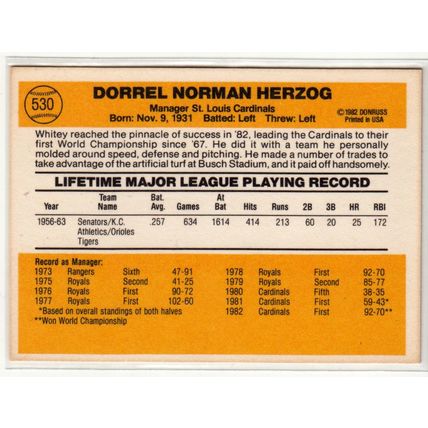 530
DORREL NORMAN HERZOG
Manager St. Louis Cardinals
Born: Nov. 9, 1931 Batted: Left Threw: Left
©1982 DONRUSS
Printed in USA
Whitey reached the pinnacle of success in '82, leading the Cardinals to their
first World Championship since '67. He did it with a team he personally
molded around speed, defense and pitching. He made a number of trades to
take advantage of the artificial turf at Busch Stadium, and it paid off handsomely.
LIFETIME MAJOR LEAGUE PLAYING RECORD
Year Team Name Bat. Avg. Games At Bat Hits Runs 2B 3B HR RBI
1956-63 Senators/K.C. .257 634 1614 414 213 60 20 25 172
Athletics/Orioles
Tigers
Record as Manager:
1973 Rangers Sixth 47-91
1975 Royals Second 41-25
1976 Royals First 90-72
1977 Royals First 102-60
*Based on overall standings of both halves
**Won World Championship
1978 Royals First 92-70
1979 Royals Second 85-77
1980 Cardinals Fifth 38-35
1981 Cardinals First 59-43*
1982 Cardinals First 92-70**